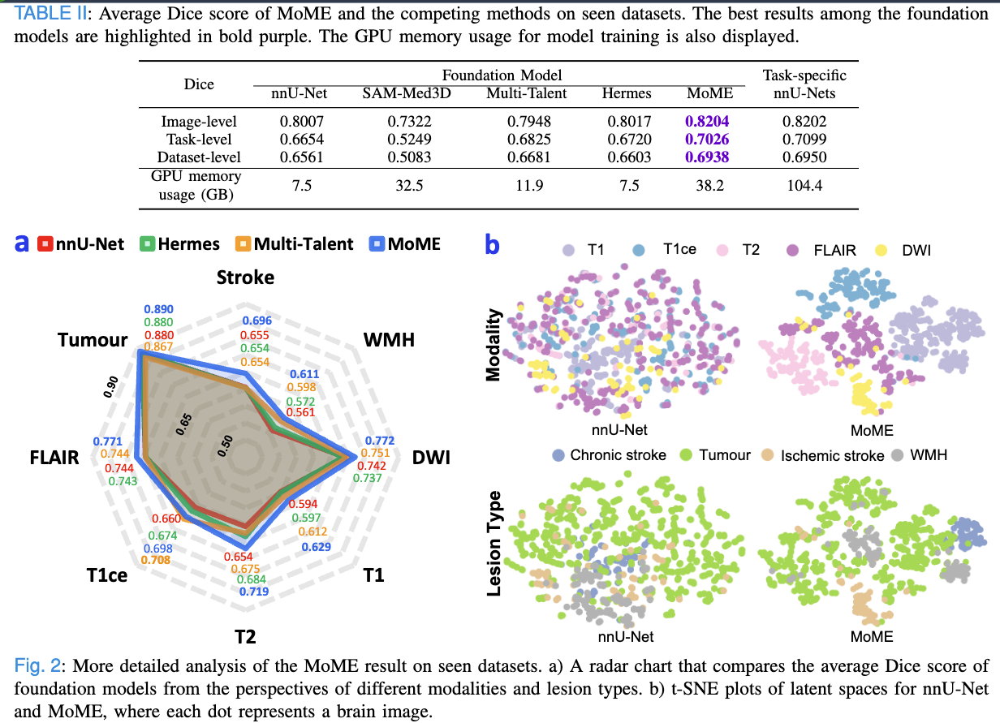 TABLE II: Average Dice score of MoME and the competing methods on seen datasets. The best results among the foundation
models are highlighted in bold purple. The GPU memory usage for model training is also displayed.
Dice Foundation Model Task-specific
nnU-Net SAM-Med3D Multi-Talent Hermes MoME nnU-Nets
Image-level 0.8007 0.7322 0.7948 0.8017 0.8204 0.8202
Task-level 0.6654 0.5249 0.6825 0.6720 0.7026 0.7099
Dataset-level 0.6561 0.5083 0.6681 0.6603 0.6938 0.6950
GPU memory
usage (GB) 7.5 32.5 11.9 7.5 38.2 104.4
a nnU-Net Hermes Multi-Talent MoME
Stroke
0.696
0.655
0.654
0.654
WMH
0.611
0.598
0.572
0.561
DWI
0.772
0.751
0.742
0.737
T1
0.594
0.597
0.612
0.629
T2
0.654
0.675
0.684
0.719
T1ce
0.660
0.674
0.698
0.708
FLAIR
0.771
0.744
0.744
0.743
Tumour
0.890
0.880
0.880
0.867
0.90
0.65
0.50
b T1 T1ce T2 FLAIR DWI
Modality
nnU-Net MoME
Chronic stroke Tumour Ischemic stroke WMH
Lesion Type
nnU-Net MoME
Fig. 2: More detailed analysis of the MoME result on seen datasets. a) A radar chart that compares the average Dice score of
foundation models from the perspectives of different modalities and lesion types. b) t-SNE plots of latent spaces for nnU-Net
and MoME, where each dot represents a brain image.